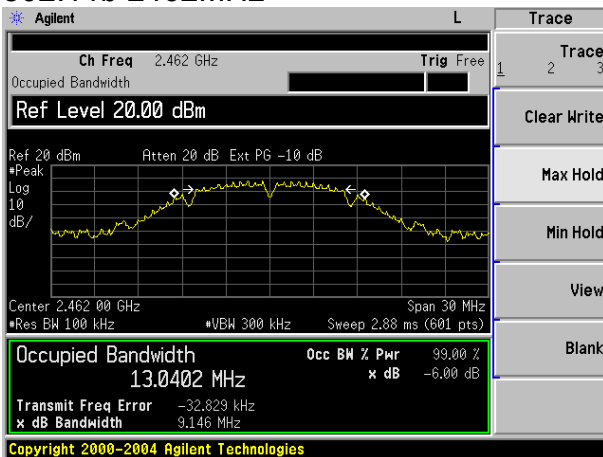 Agilent L Trace
Ch Freq 2.462 GHz Trig Free
Occupied Bandwidth
Trace
1 2 3
Ref Level 20.00 dBm
Clear Write
Ref 20 dBm Atten 20 dB Ext PG -10 dB
#Peak
Log
10
dB/
Max Hold
Min Hold
View
Center 2.462 00 GHz Span 30 MHz
#Res BW 100 kHz #VBW 300 kHz Sweep 2.88 ms (601 pts)
Blank
Occupied Bandwidth Occ BW % Pwr 99.00 %
13.0402 MHz x dB -6.00 dB
Transmit Freq Error -32.829 kHz
x dB Bandwidth 9.146 MHz
Copyright 2000-2004 Agilent Technologies